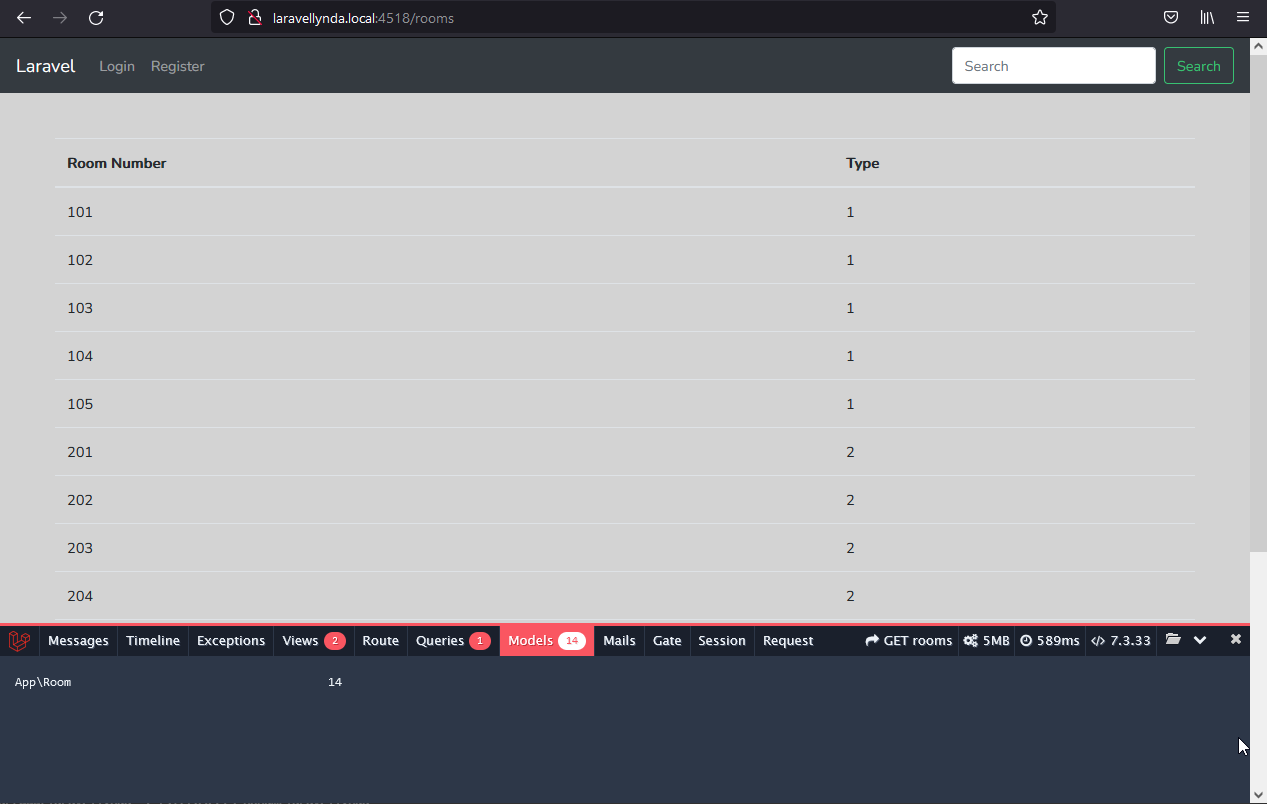 laravellynda.local:4518/rooms
Laravel Login Register Search Search
Room Number Type
101 1
102 1
103 1
104 1
105 1
201 2
202 2
203 2
204 2
Messages Timeline Exceptions Views 2 Route Queries 1 Models 14 Mails Gate Session Request GET rooms 5MB 589ms 7.3.33
App\Room 14